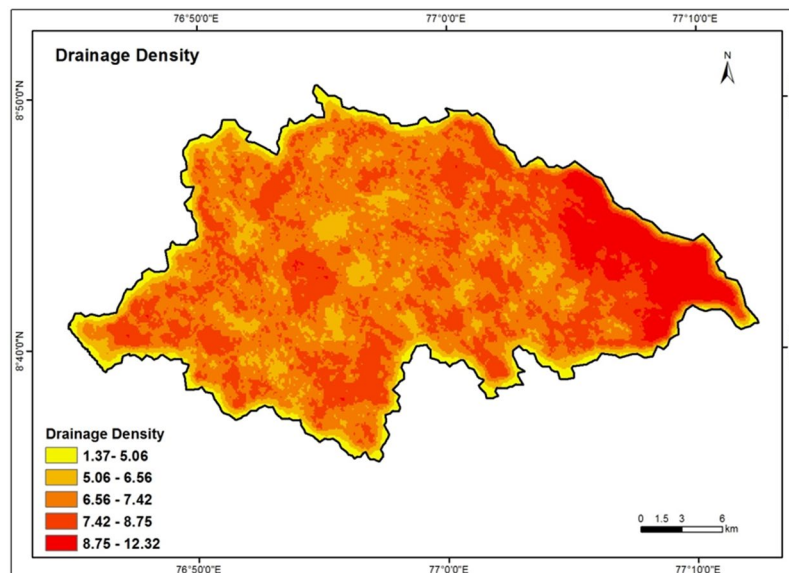 76°50'0"E 77°0'0"E 77°10'0"E
Drainage Density
N
8°50'0"N
8°40'0"N
Drainage Density
1.37- 5.06
5.06 - 6.56
6.56 - 7.42
7.42 - 8.75
8.75 - 12.32
0 1.5 3 6
km
76°50'0"E 77°0'0"E 77°10'0"E